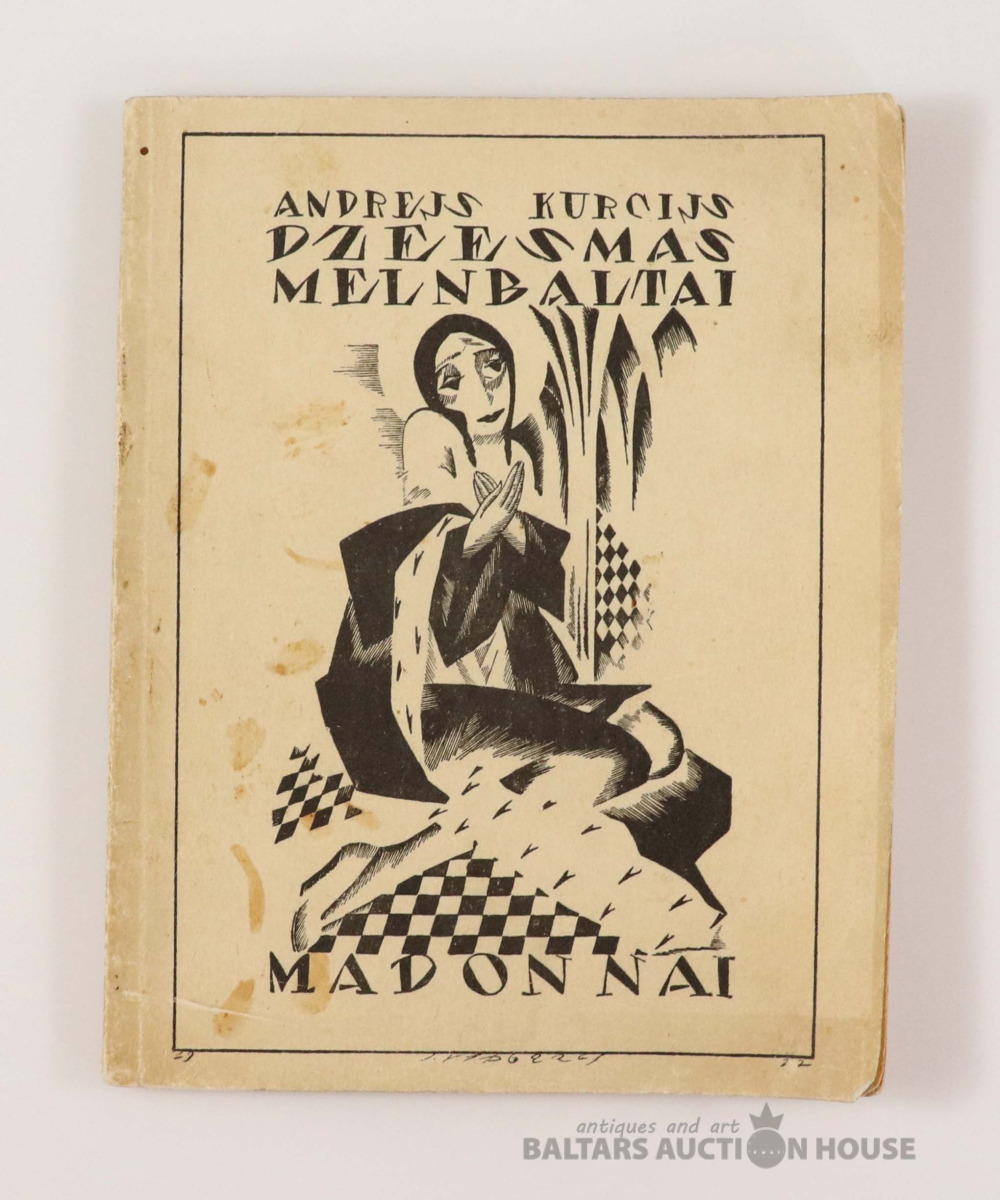 ANDREJS KURCIJS
DZEESMAS
MELNBALTAI
MADONNAI
antiques and art
BALTARS AUCTION HOUSE